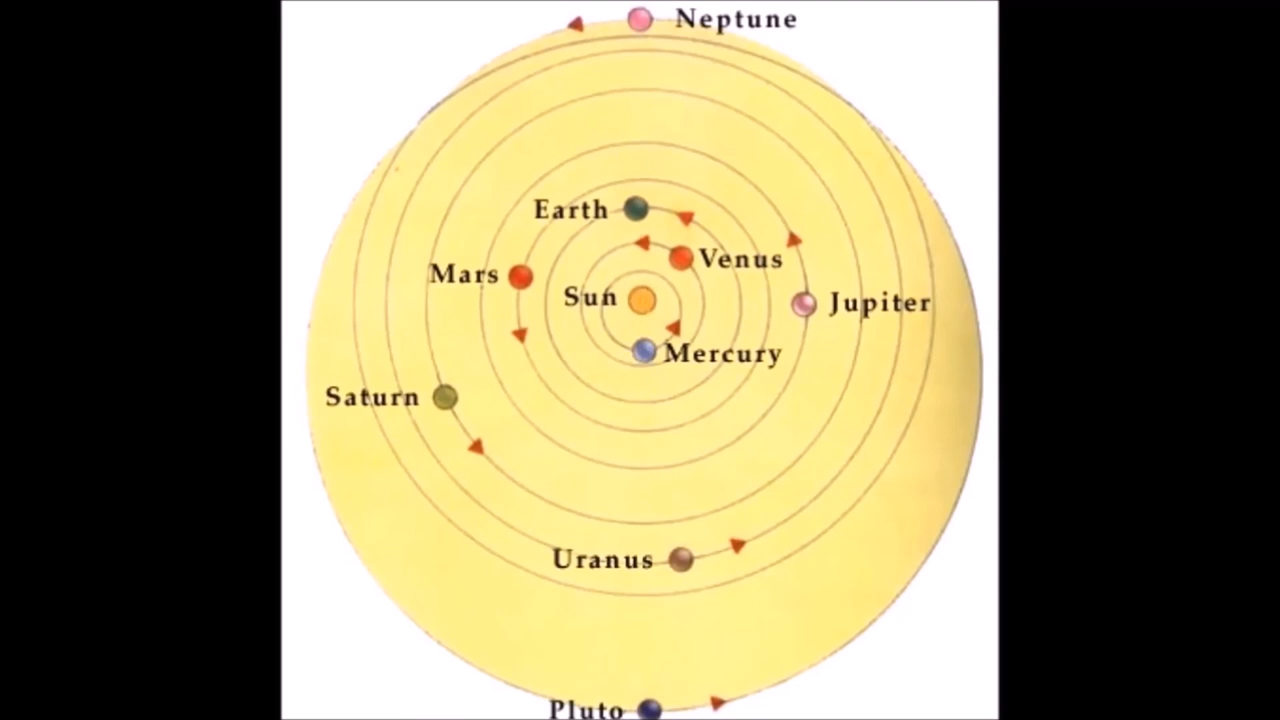 Neptune
Earth
Venus
Mars
Sun
Jupiter
Mercury
Saturn
Uranus
Pluto